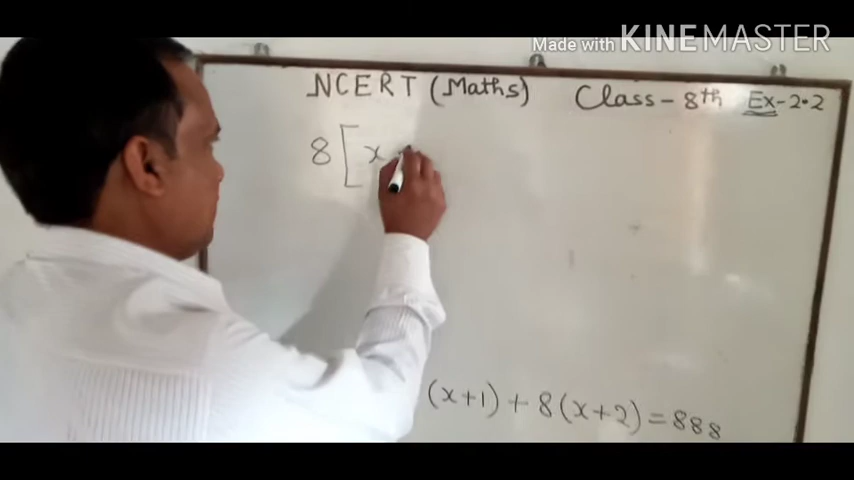 Made with KINEMASTER
NCERT (Maths) Class - 8th Ex - 2.2
8 [ x
(x+1) + 8(x+2) = 888